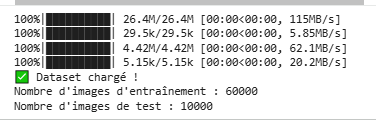 100%|██████████| 26.4M/26.4M [00:00<00:00, 115MB/s]
100%|██████████| 29.5k/29.5k [00:00<00:00, 5.85MB/s]
100%|██████████| 4.42M/4.42M [00:00<00:00, 62.1MB/s]
100%|██████████| 5.15k/5.15k [00:00<00:00, 20.2MB/s]
✅ Dataset chargé !
Nombre d'images d'entraînement : 60000
Nombre d'images de test : 10000